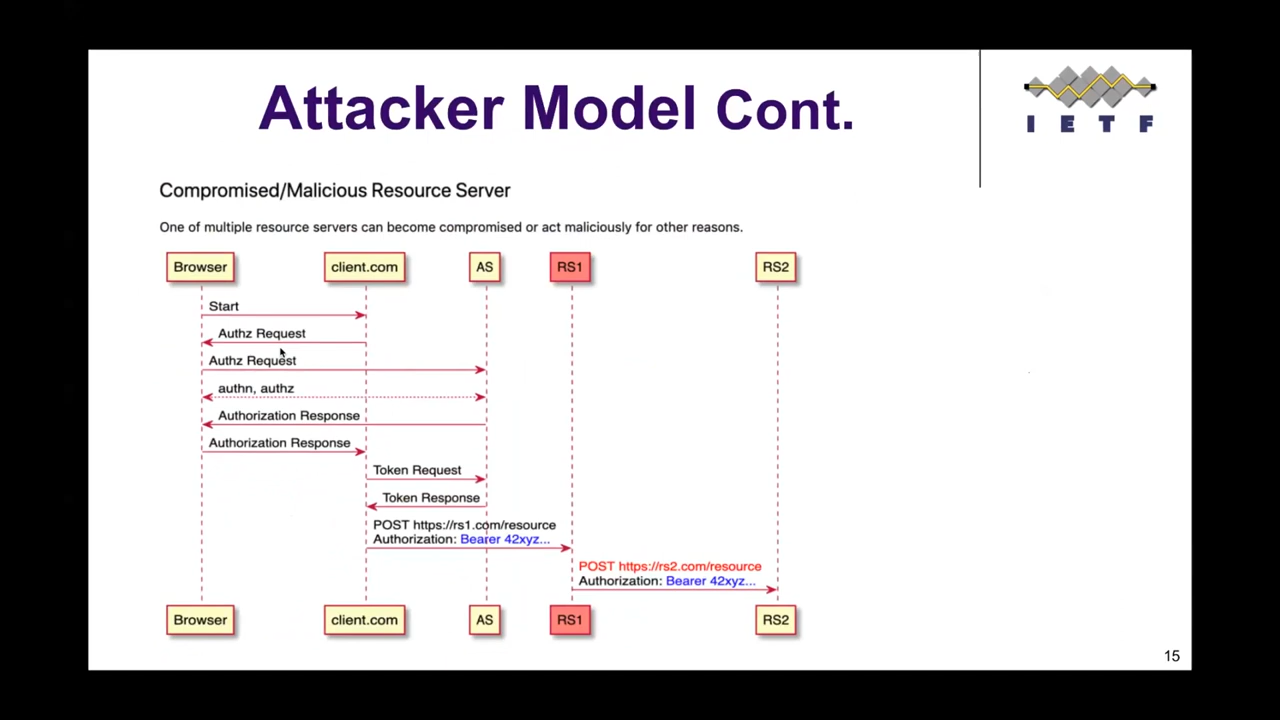 Attacker Model Cont.
IETF
Compromised/Malicious Resource Server
One of multiple resource servers can become compromised or act maliciously for other reasons.
Browser client.com AS RS1 RS2
Start
Authz Request
Authz Request
authn, authz
Authorization Response
Authorization Response
Token Request
Token Response
POST https://rs1.com/resource
Authorization: Bearer 42xyz...
POST https://rs2.com/resource
Authorization: Bearer 42xyz...
Browser client.com AS RS1 RS2
15